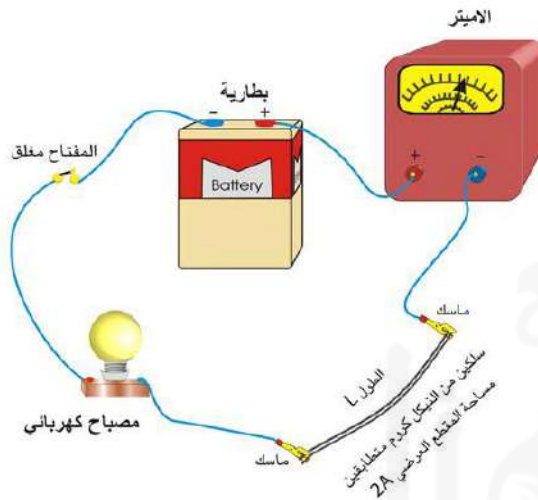 الاميتر
بطارية
− +
المفتاح مغلق
Battery
+ −
ماسك
الطول L
سلكين من النيكل كروم متطابقين
مساحة المقطع العرضي 2A
ماسك
مصباح كهربائي